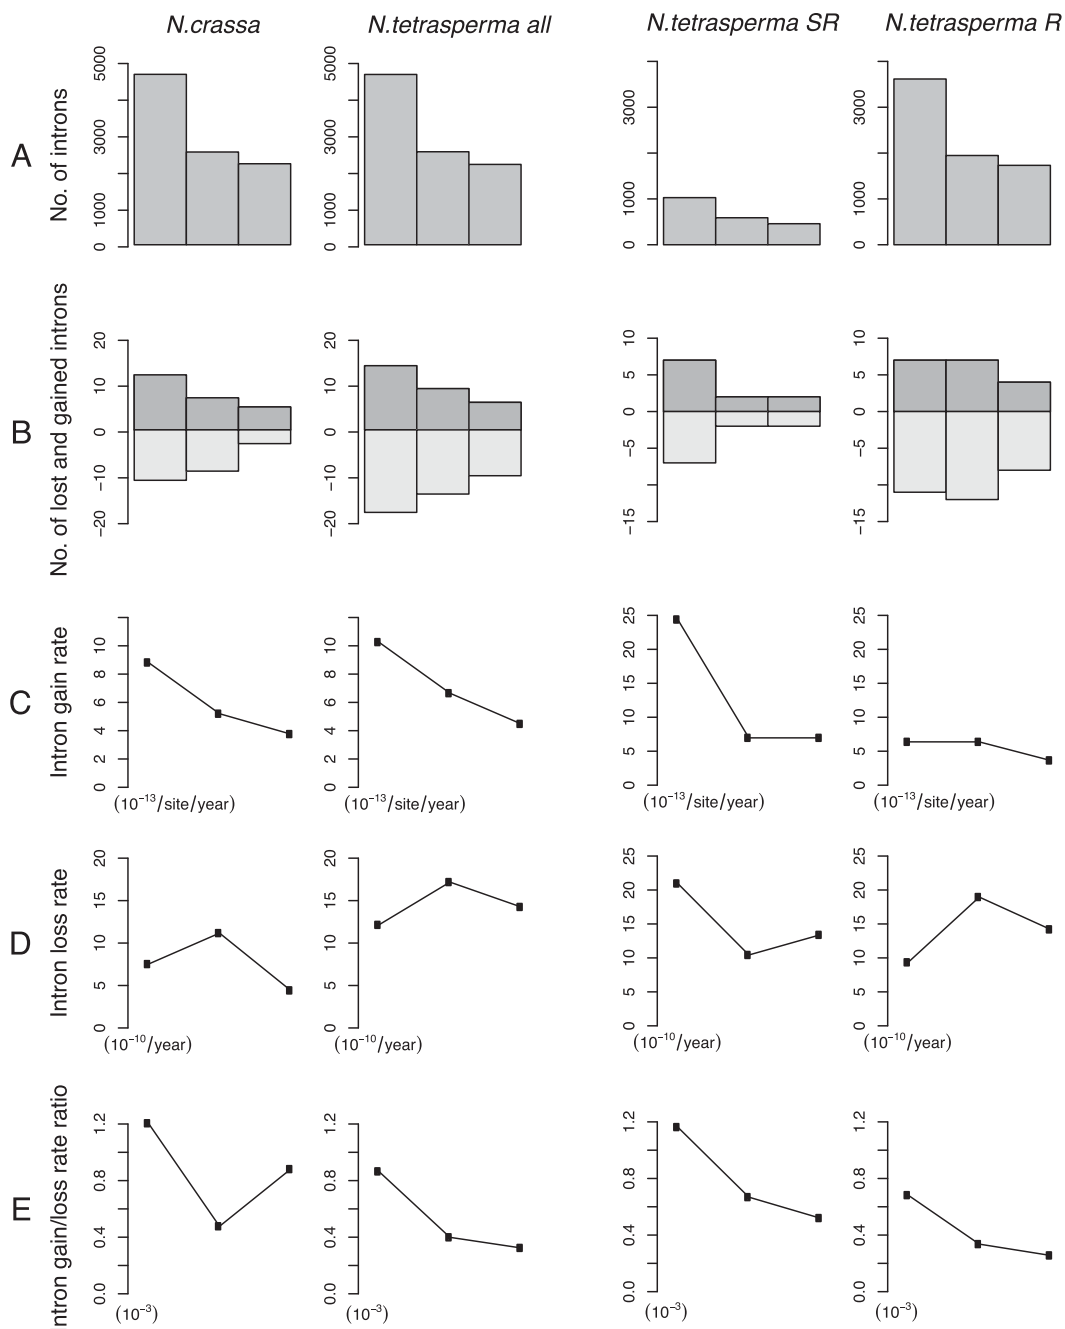 N.crassa
N.tetrasperma all
N.tetrasperma SR
N.tetrasperma R
A
No. of introns
0 1000 3000 5000
0 1000 3000 5000
0 1000 3000
0 1000 3000
B
No. of lost and gained introns
−20 −10 0 10 20
−20 −10 0 10 20
−15 −5 0 5 10
−15 −5 0 5 10
C
Intron gain rate
0 2 4 6 8 10
0 2 4 6 8 10
0 5 10 15 20 25
0 5 10 15 20 25
(10⁻¹³/site/year)
(10⁻¹³/site/year)
(10⁻¹³/site/year)
(10⁻¹³/site/year)
D
Intron loss rate
0 5 10 15 20
0 5 10 15 20
0 5 10 15 20 25
0 5 10 15 20 25
(10⁻¹⁰/year)
(10⁻¹⁰/year)
(10⁻¹⁰/year)
(10⁻¹⁰/year)
E
Intron gain/loss rate ratio
0.0 0.4 0.8 1.2
0.0 0.4 0.8 1.2
0.0 0.4 0.8 1.2
0.0 0.4 0.8 1.2
(10⁻³)
(10⁻³)
(10⁻³)
(10⁻³)